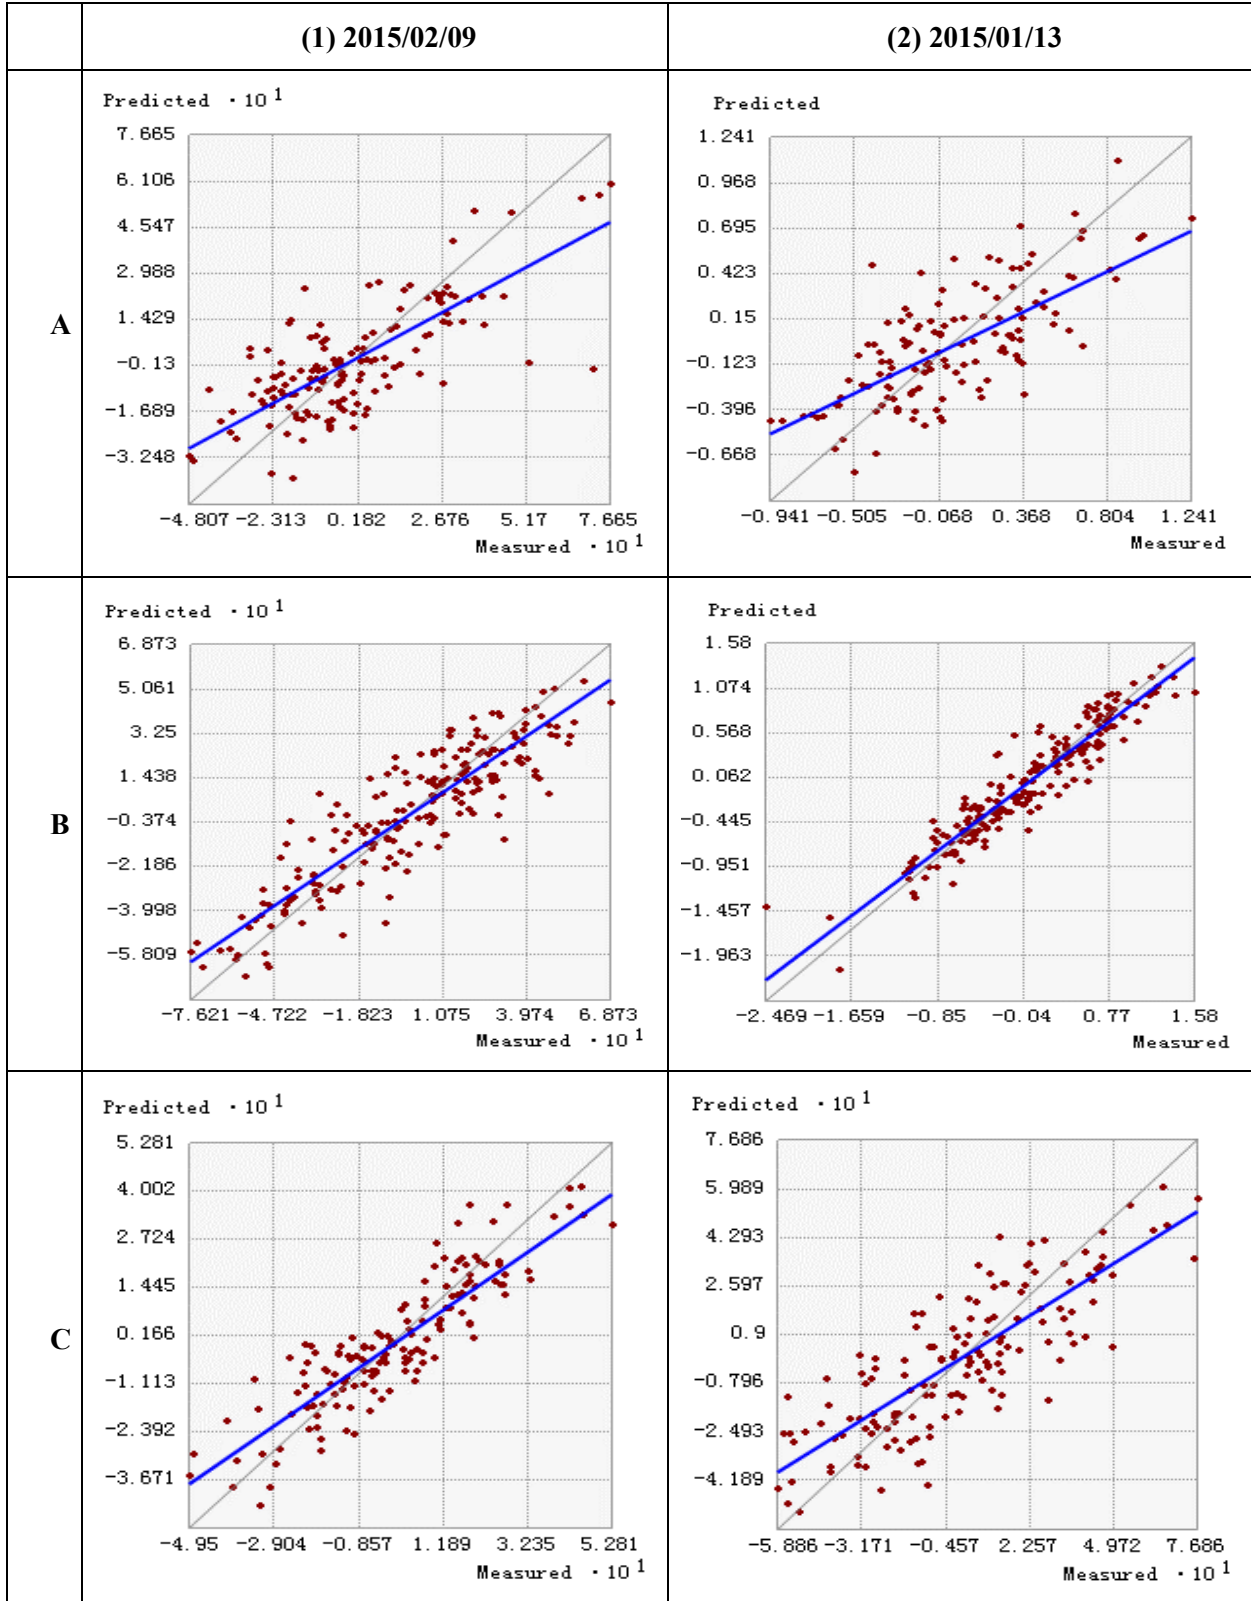 (1) 2015/02/09
(2) 2015/01/13
A
Predicted · 10 1
7.665
6.106
4.547
2.988
1.429
-0.13
-1.689
-3.248
-4.807 -2.313 0.182 2.676 5.17 7.665
Measured · 10 1
Predicted
1.241
0.968
0.695
0.423
0.15
-0.123
-0.396
-0.668
-0.941 -0.505 -0.068 0.368 0.804 1.241
Measured
B
Predicted · 10 1
6.873
5.061
3.25
1.438
-0.374
-2.186
-3.998
-5.809
-7.621 -4.722 -1.823 1.075 3.974 6.873
Measured · 10 1
Predicted
1.58
1.074
0.568
0.062
-0.445
-0.951
-1.457
-1.963
-2.469 -1.659 -0.85 -0.04 0.77 1.58
Measured
C
Predicted · 10 1
5.281
4.002
2.724
1.445
0.166
-1.113
-2.392
-3.671
-4.95 -2.904 -0.857 1.189 3.235 5.281
Measured · 10 1
Predicted · 10 1
7.686
5.989
4.293
2.597
0.9
-0.796
-2.493
-4.189
-5.886 -3.171 -0.457 2.257 4.972 7.686
Measured · 10 1